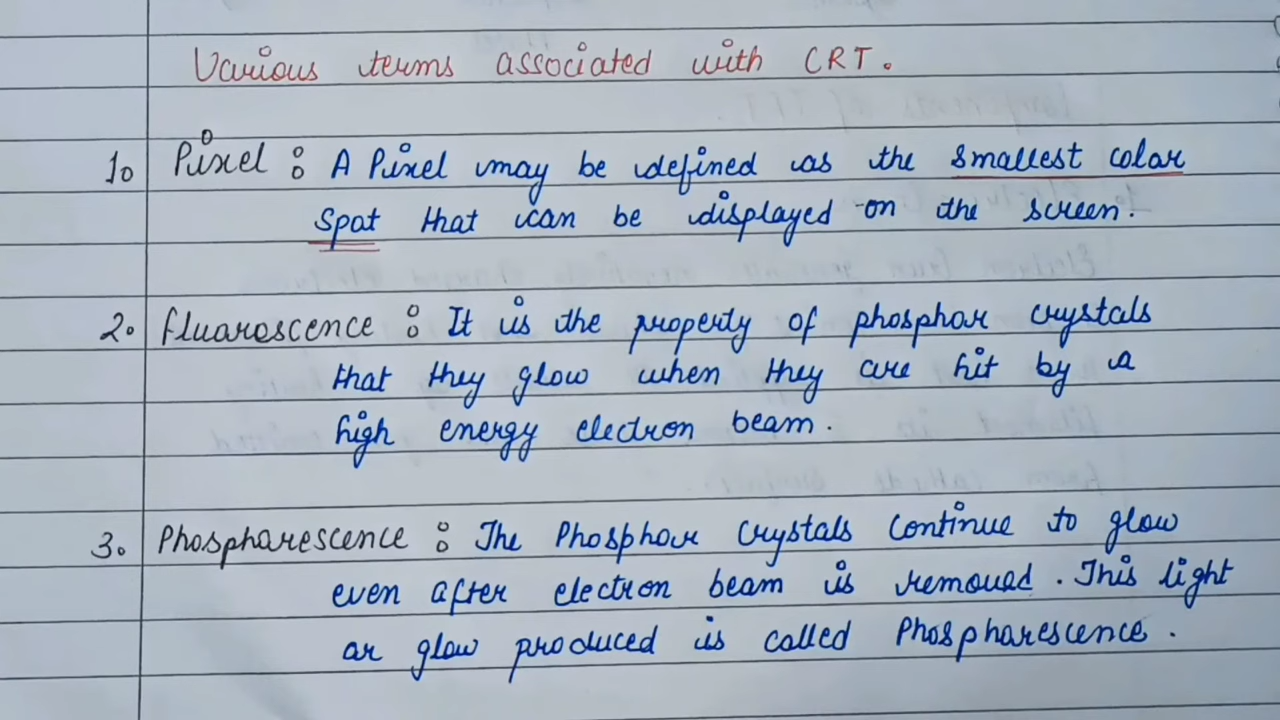 Various terms associated with CRT.
1. Pixel : A Pixel may be defined as the smallest color
spot that can be displayed on the screen.
2. fluorescence : It is the property of phosphor crystals
that they glow when they are hit by a
high energy electron beam.
3. Phosphorescence : The Phosphor Crystals Continue to glow
even after electron beam is removed. This light
or glow produced is called Phosphorescence.